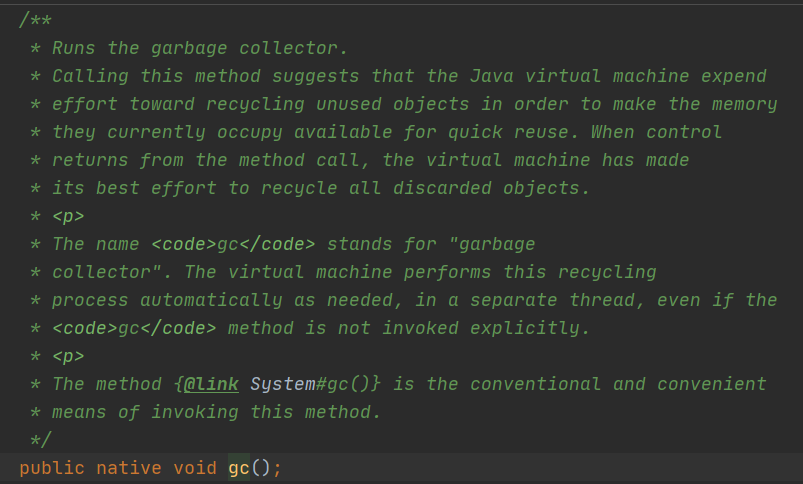 /**
* Runs the garbage collector.
* Calling this method suggests that the Java virtual machine expend
* effort toward recycling unused objects in order to make the memory
* they currently occupy available for quick reuse. When control
* returns from the method call, the virtual machine has made
* its best effort to recycle all discarded objects.
* <p>
* The name <code>gc</code> stands for "garbage
* collector". The virtual machine performs this recycling
* process automatically as needed, in a separate thread, even if the
* <code>gc</code> method is not invoked explicitly.
* <p>
* The method {@link System#gc()} is the conventional and convenient
* means of invoking this method.
*/
public native void gc();